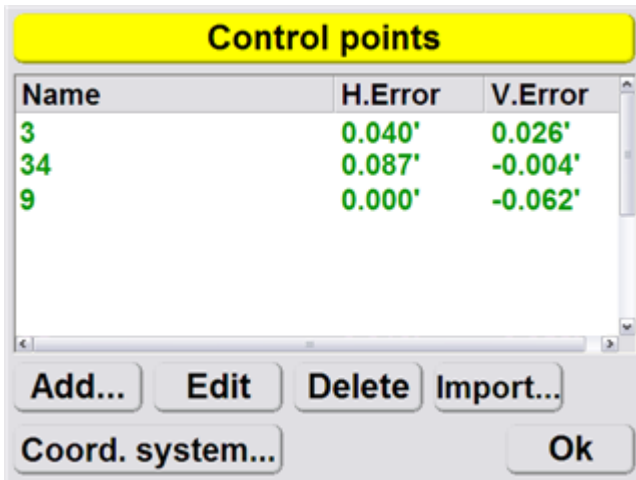 Control points
Name H.Error V.Error
3 0.040' 0.026'
34 0.087' -0.004'
9 0.000' -0.062'
Add... Edit Delete Import...
Coord. system... Ok